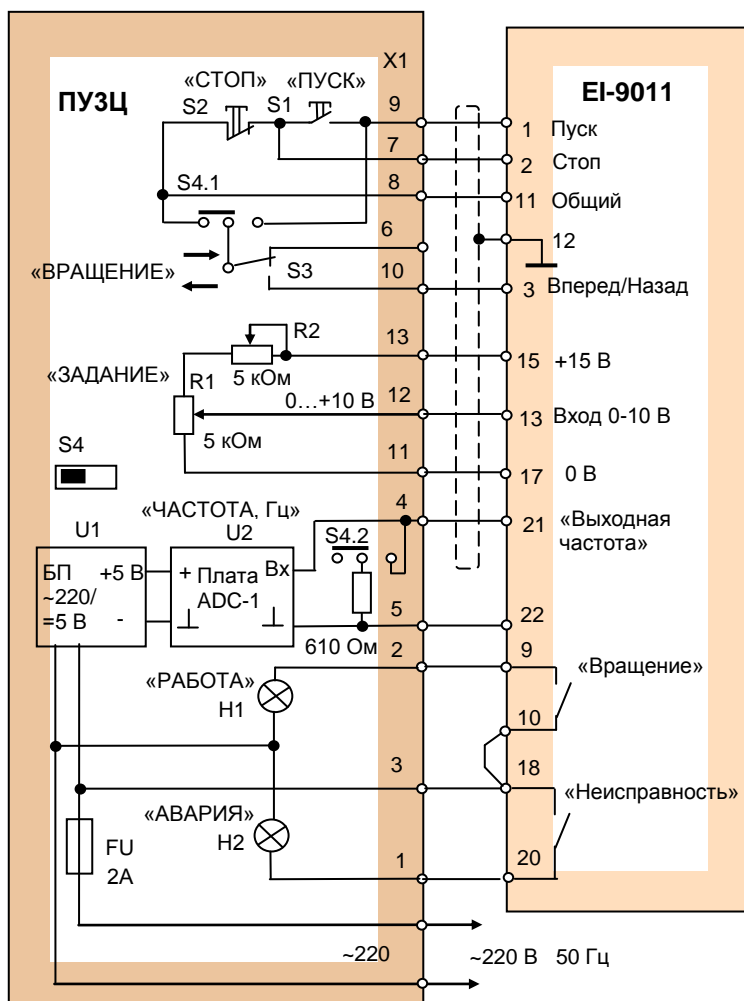 X1
«СТОП» «ПУСК»
ПУЗЦ
EI-9011
S2 S1 9
1 Пуск
7
2 Стоп
S4.1
8
11 Общий
6
12
«ВРАЩЕНИЕ»
S3
10
3 Вперед/Назад
R2
13
15 +15 В
«ЗАДАНИЕ»
5 кОм
R1
0...+10 В 12
13 Вход 0-10 В
5 кОм
11
17 0 В
S4
4
«ЧАСТОТА, Гц»
U1 U2
S4.2
21 «Выходная
частота»
БП +5 В
~220/
=5 В -
+ Плата Вх
ADC-1
5
22
610 Ом
2
9
«Вращение»
«РАБОТА»
H1
10
3
18
«Неисправность»
«АВАРИЯ»
H2
FU
2А
1
20
~220
~220 В 50 Гц